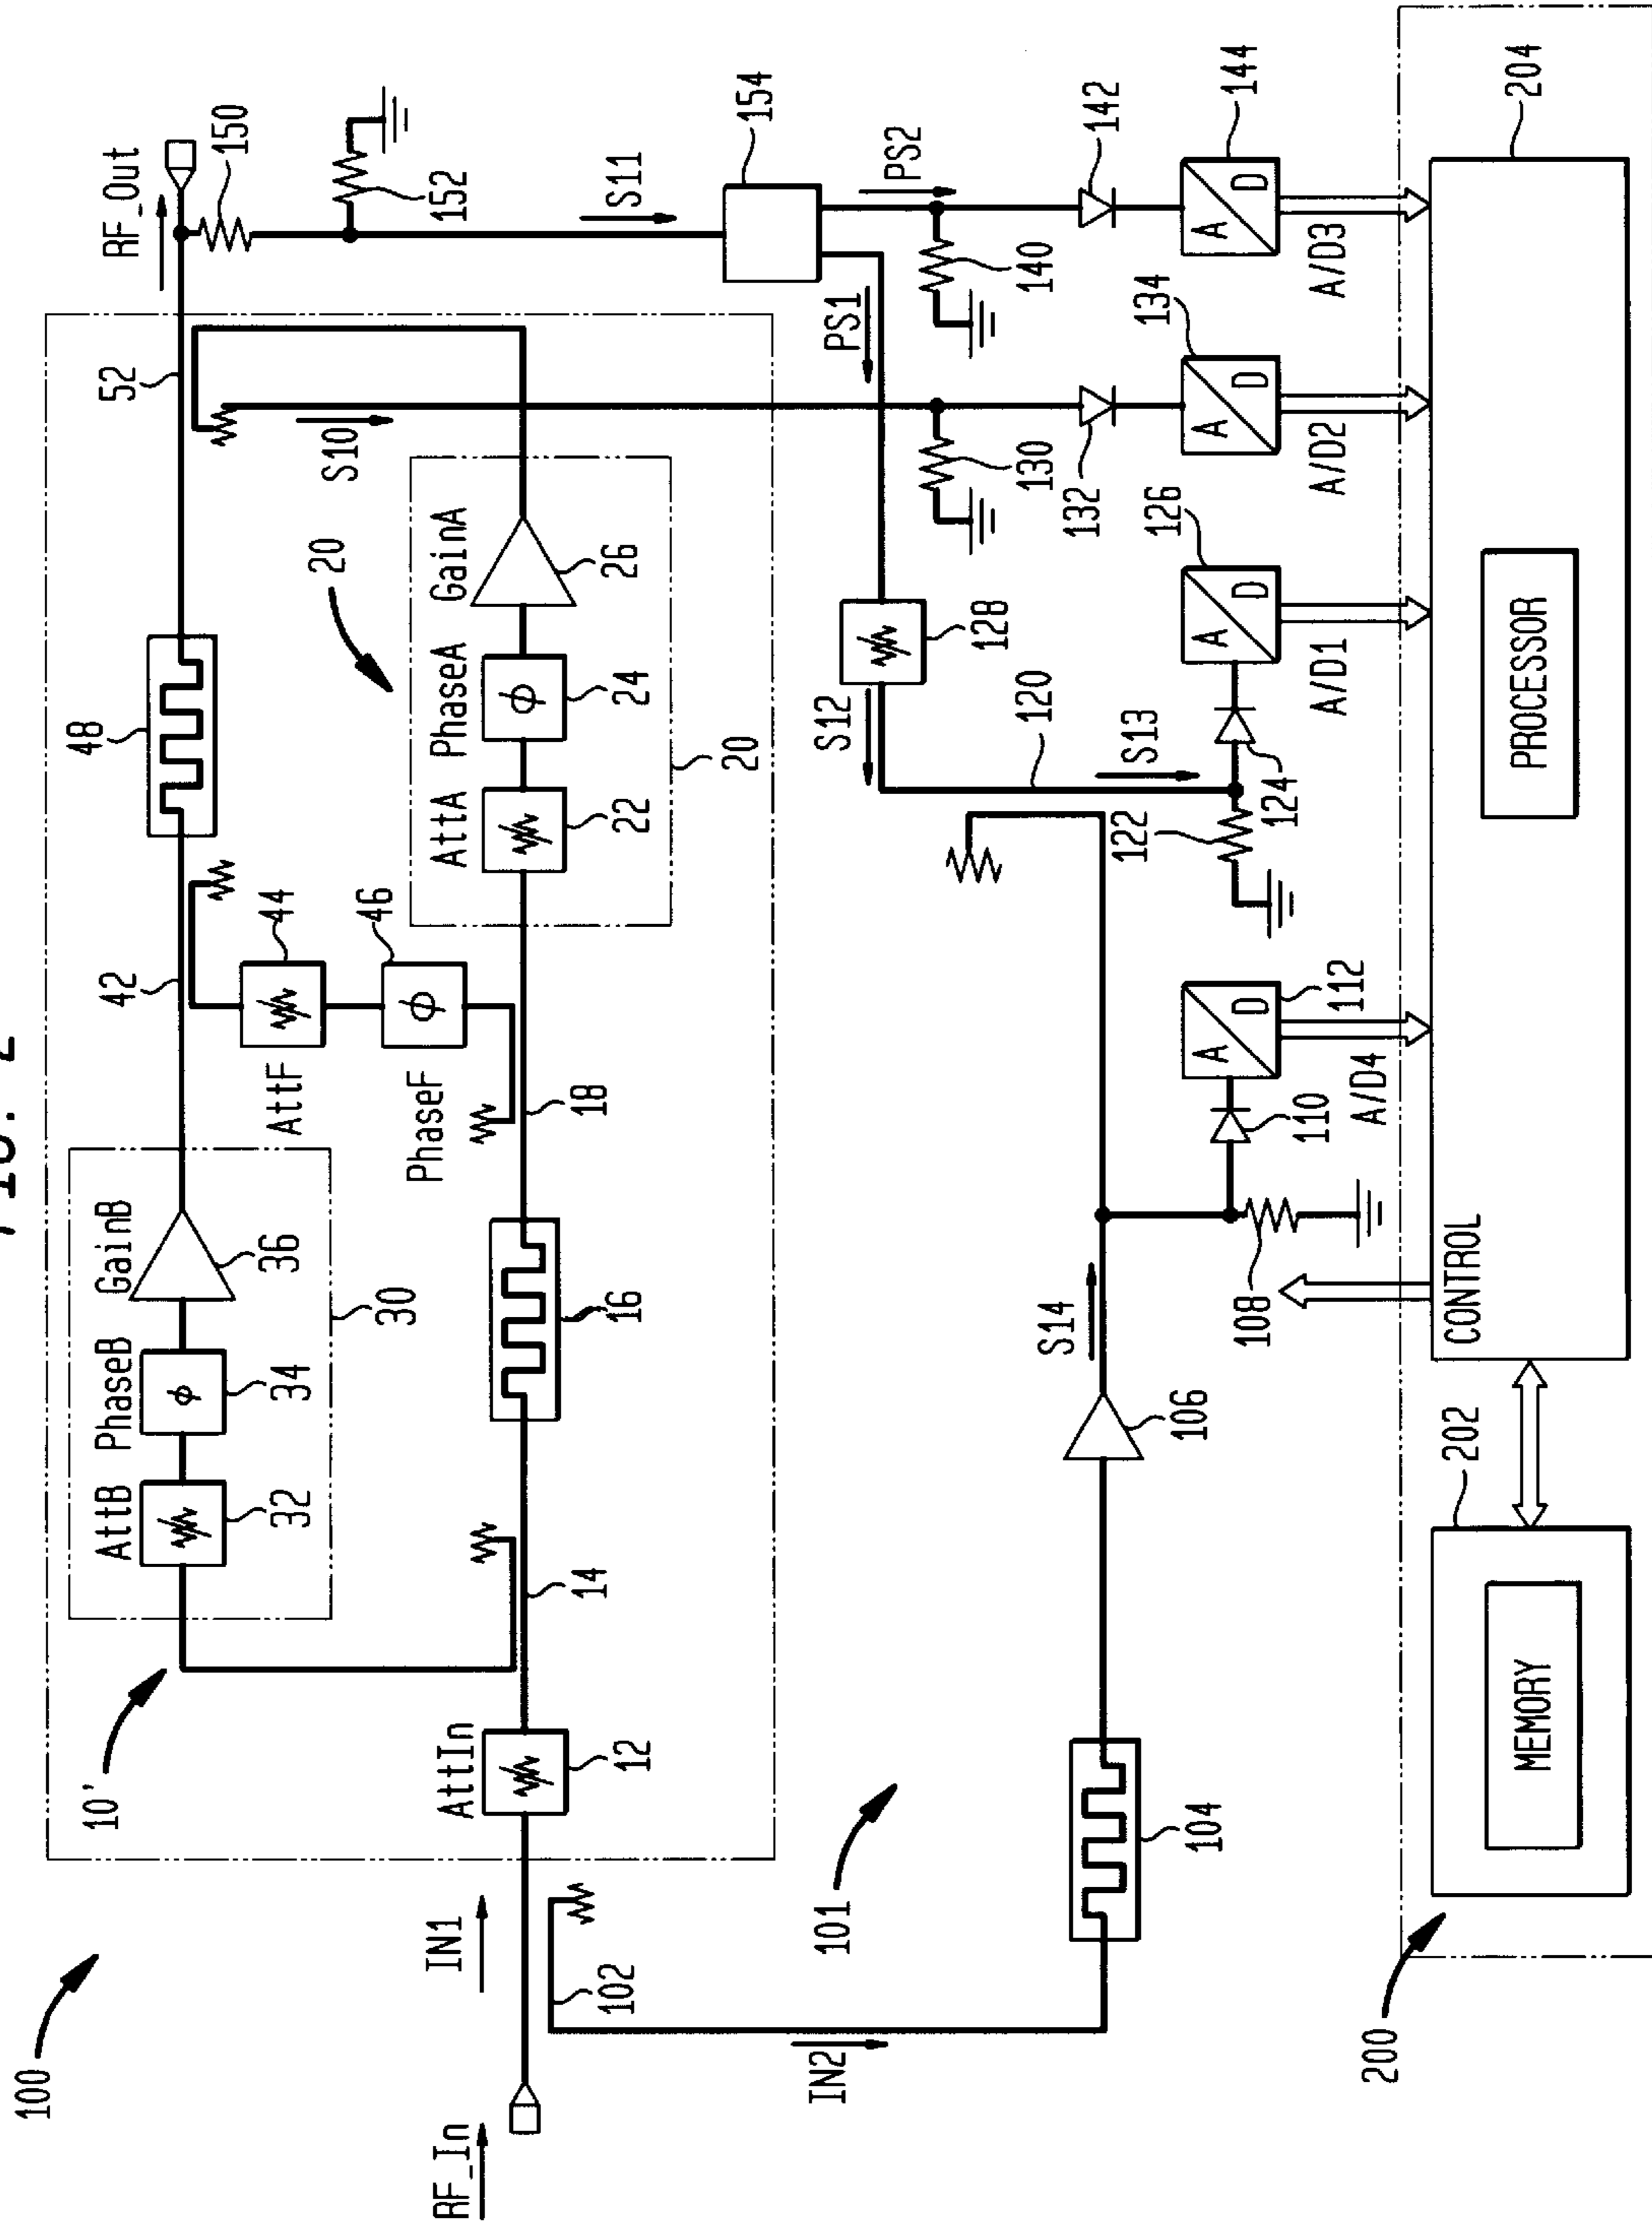 FIG. 2
100
10'
AttB
PhaseB
GainB
32
34
36
30
42
48
52
RF_Out
150
152
S10
S11
AttF
44
PhaseF
46
20
AttA
PhaseA
GainA
22
24
26
20
RF_In
IN1
AttIn
12
14
16
18
102
IN2
101
104
106
S14
108
110
112
A/D4
154
PS1
PS2
128
S12
120
S13
122
124
126
A/D1
130
132
134
A/D2
140
142
144
A/D3
A D
A D
A D
A D
200
202
MEMORY
CONTROL
PROCESSOR
204